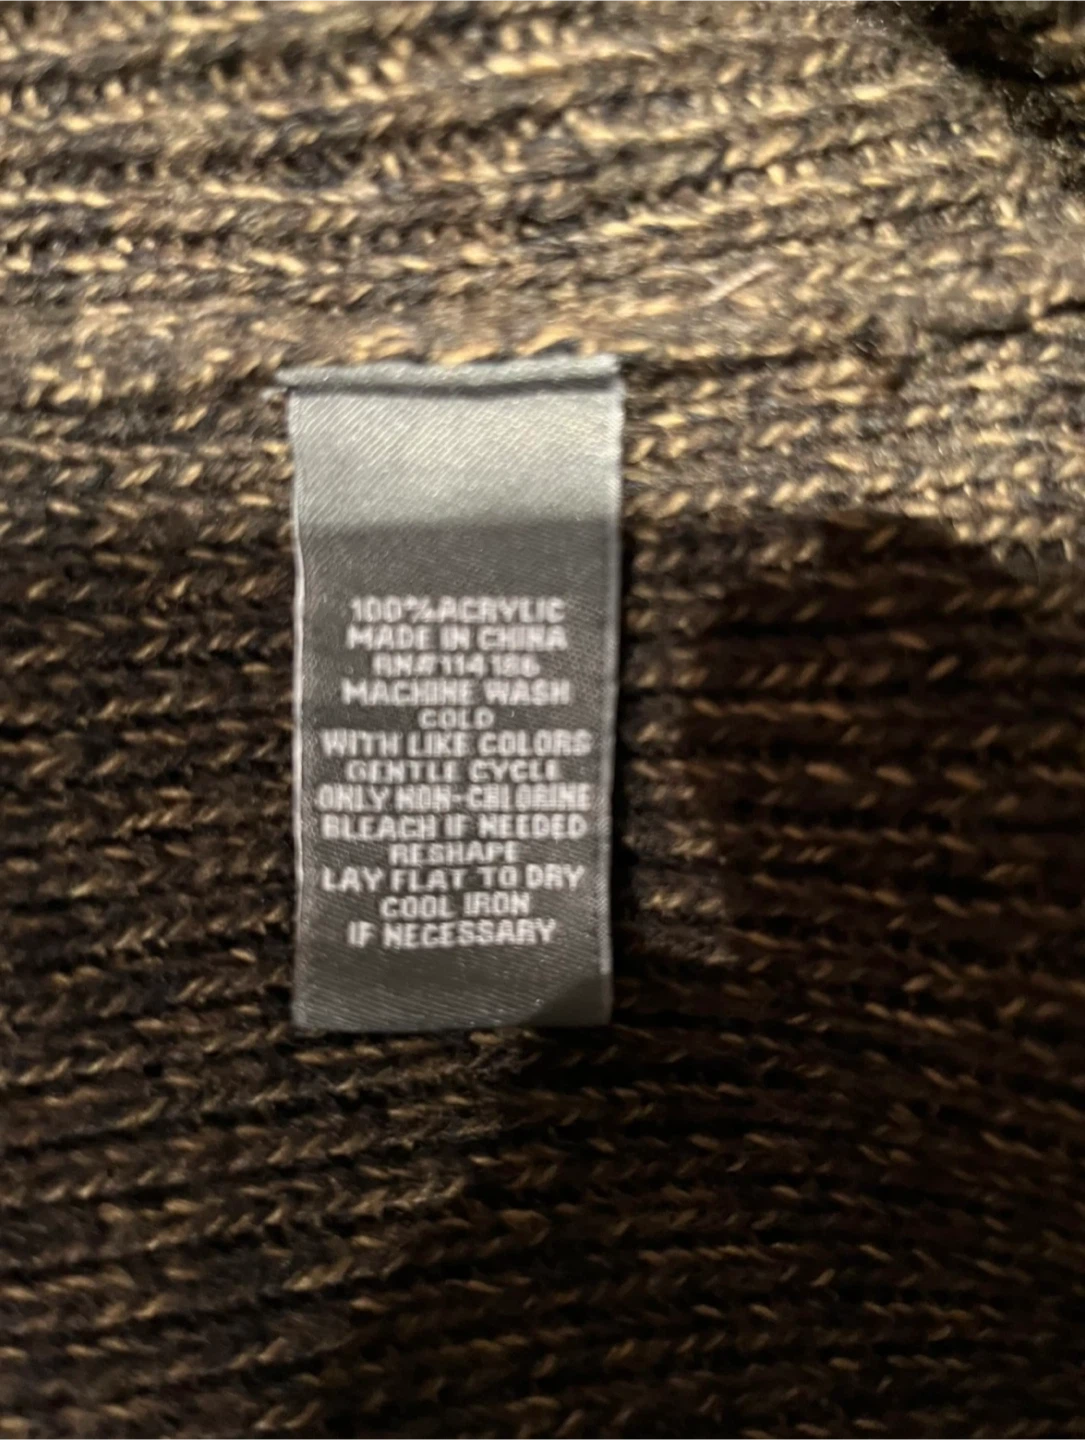 100% ACRYLIC
MADE IN CHINA
RN#114186
MACHINE WASH
COLD
WITH LIKE COLORS
GENTLE CYCLE
ONLY NON-CHLORINE
BLEACH IF NEEDED
RESHAPE
LAY FLAT TO DRY
COOL IRON
IF NECESSARY